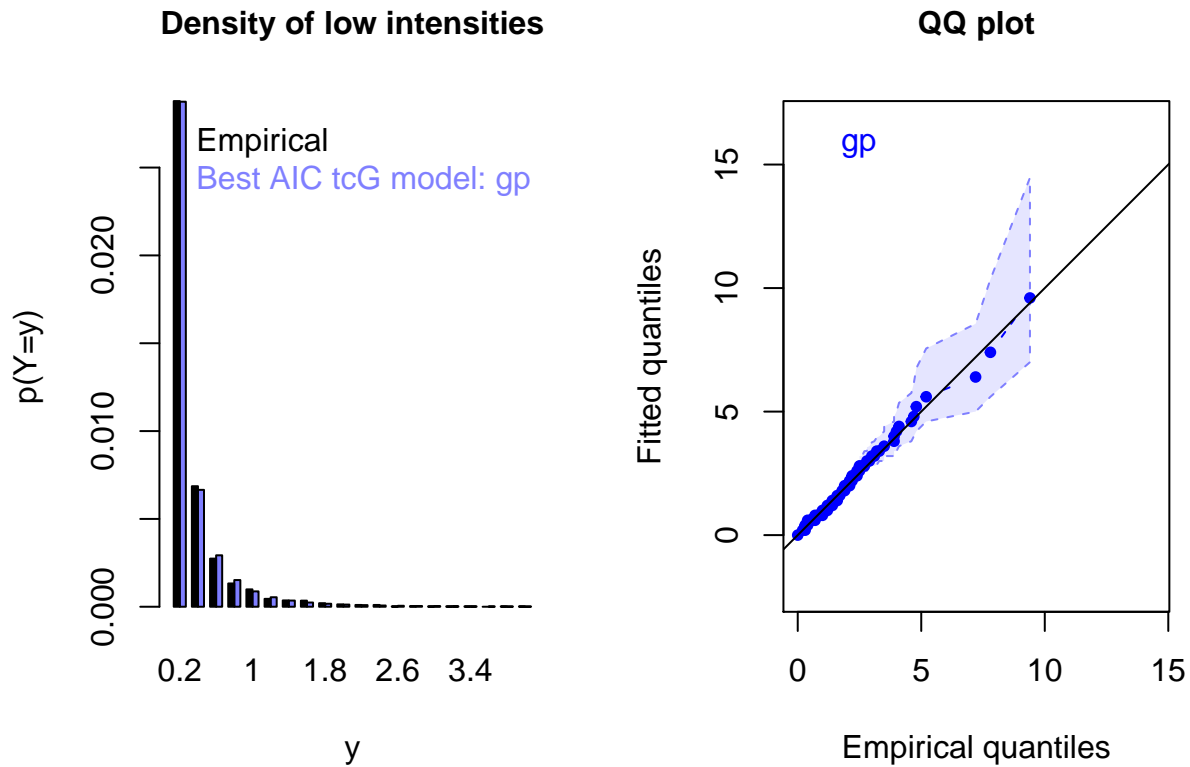 Density of low intensities
p(Y=y)
0.020
0.010
0.000
Empirical
Best AIC tcG model: gp
0.2 1 1.8 2.6 3.4
y
QQ plot
Fitted quantiles
15
10
5
0
gp
0 5 10 15
Empirical quantiles